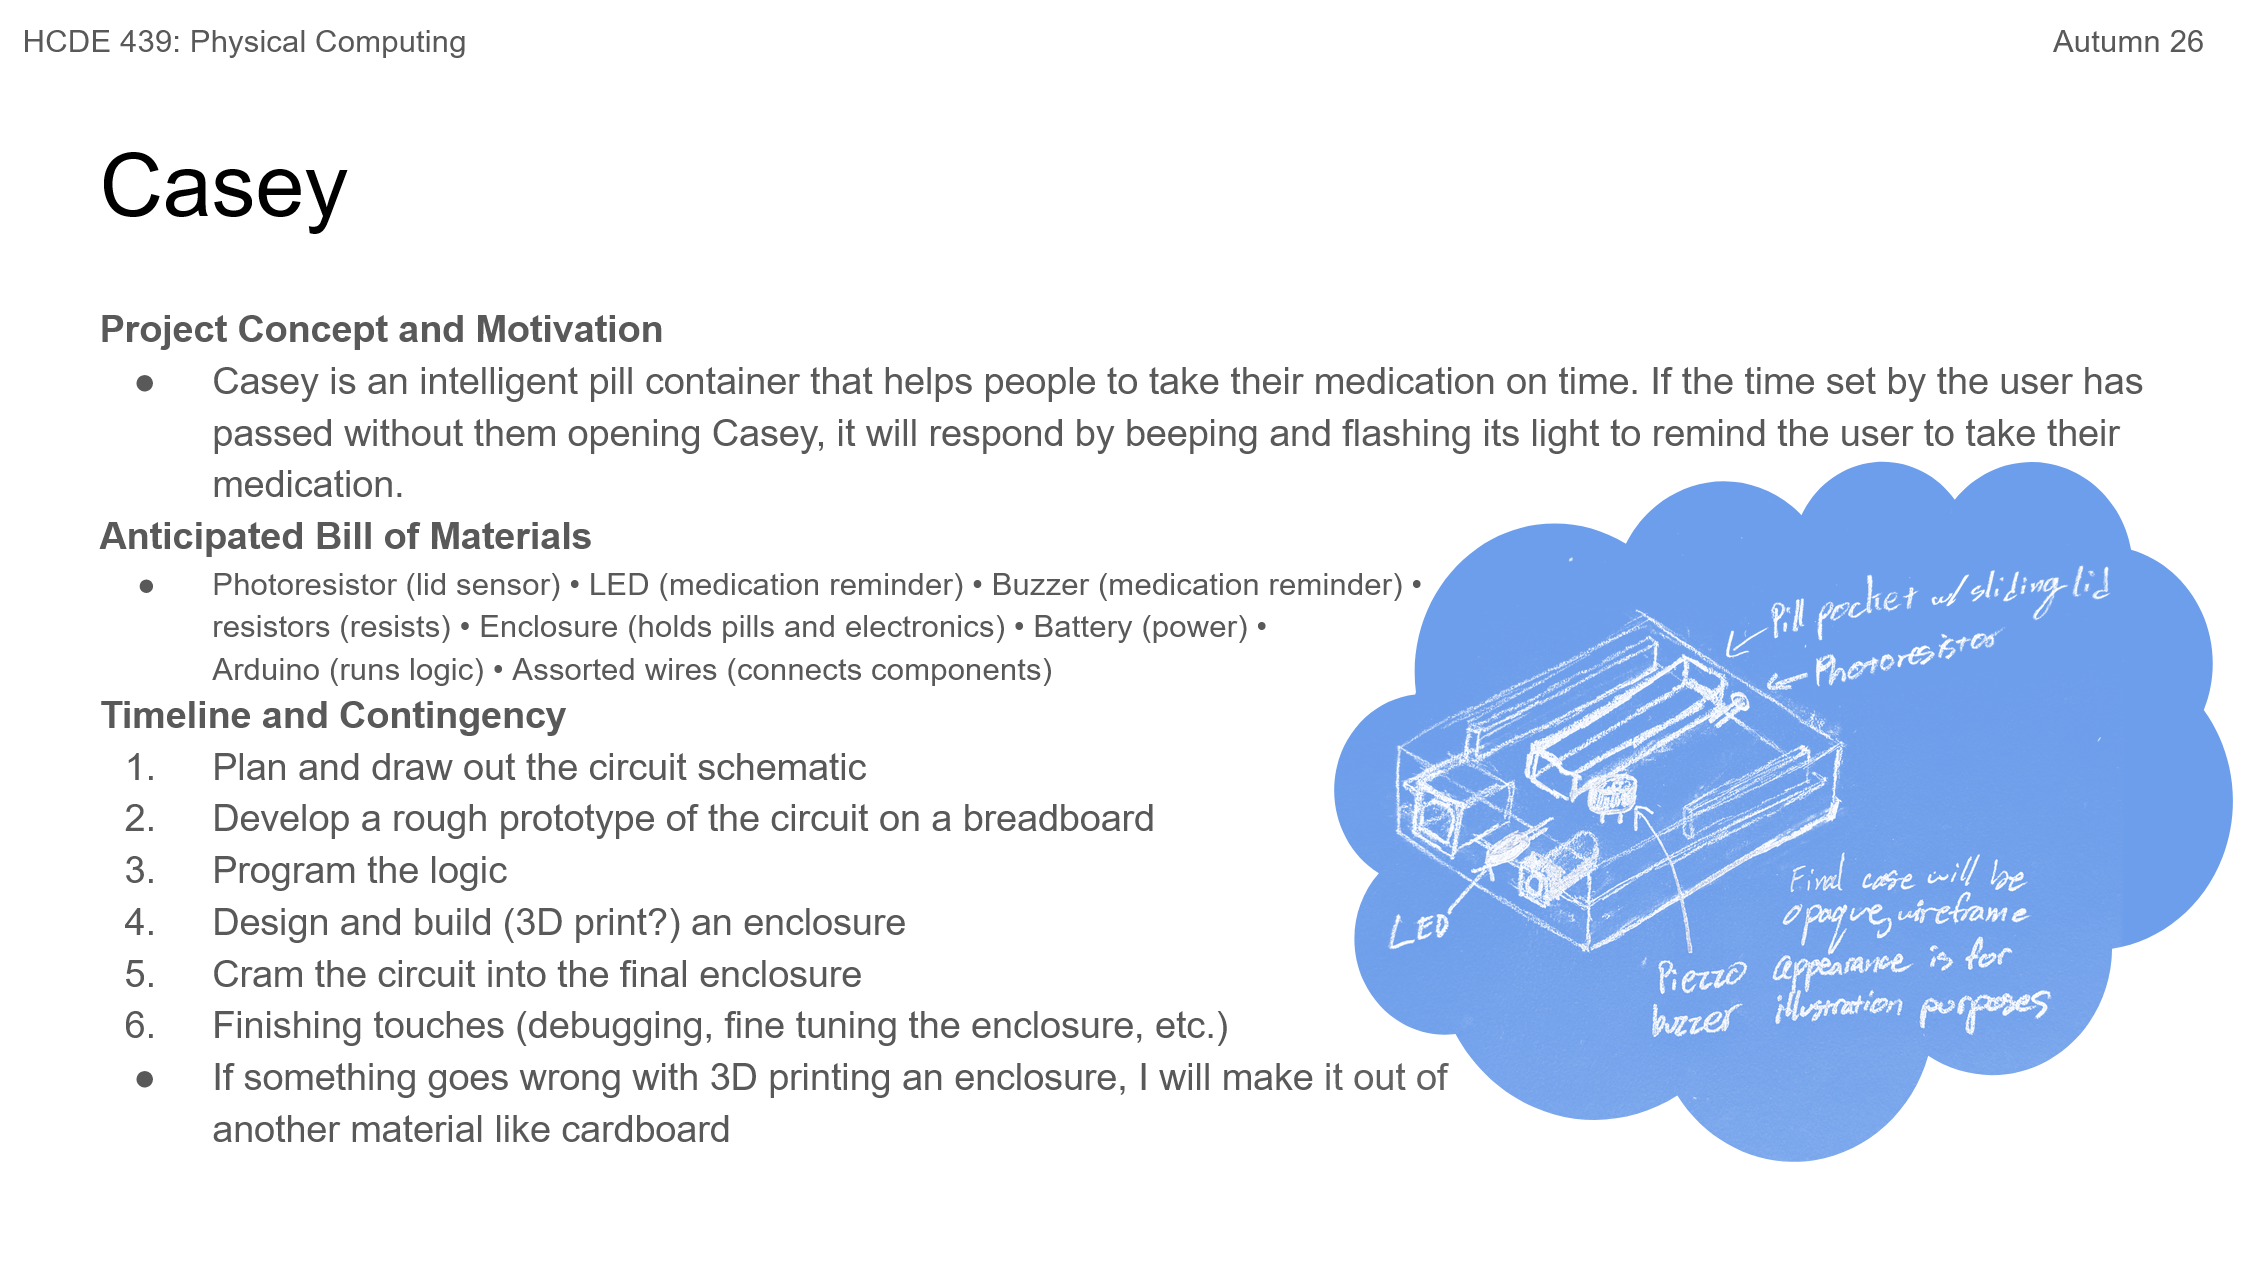 HCDE 439: Physical Computing
Autumn 26
Casey
Project Concept and Motivation
● Casey is an intelligent pill container that helps people to take their medication on time. If the time set by the user has
passed without them opening Casey, it will respond by beeping and flashing its light to remind the user to take their
medication.
Anticipated Bill of Materials
● Photoresistor (lid sensor) • LED (medication reminder) • Buzzer (medication reminder) •
resistors (resists) • Enclosure (holds pills and electronics) • Battery (power) •
Arduino (runs logic) • Assorted wires (connects components)
Timeline and Contingency
1. Plan and draw out the circuit schematic
2. Develop a rough prototype of the circuit on a breadboard
3. Program the logic
4. Design and build (3D print?) an enclosure
5. Cram the circuit into the final enclosure
6. Finishing touches (debugging, fine tuning the enclosure, etc.)
● If something goes wrong with 3D printing an enclosure, I will make it out of
another material like cardboard
Pill pocket w/ sliding lid
Photoresistor
LED
Piezzo
buzzer
Final case will be
opaque, wireframe
appearance is for
illustration purposes